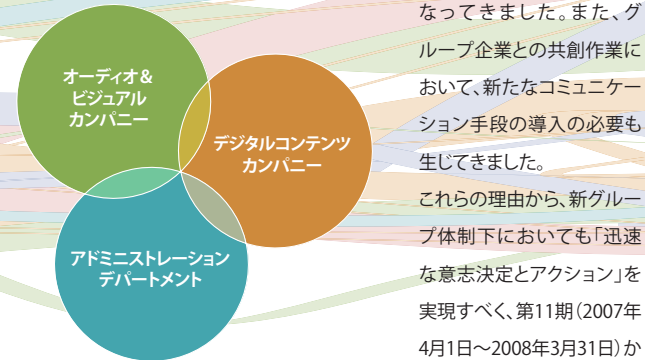 オーディオ&
ビジュアル
カンパニー
デジタルコンテンツ
カンパニー
アドミニストレーション
デパートメント
なってきました。また、グ
ループ企業との共創作業に
おいて、新たなコミュニケー
ション手段の導入の必要も
生じてきました。
これらの理由から、新グルー
プ体制下においても「迅速
な意志決定とアクション」を
実現すべく、第11期（2007年
4月1日～2008年3月31日）か